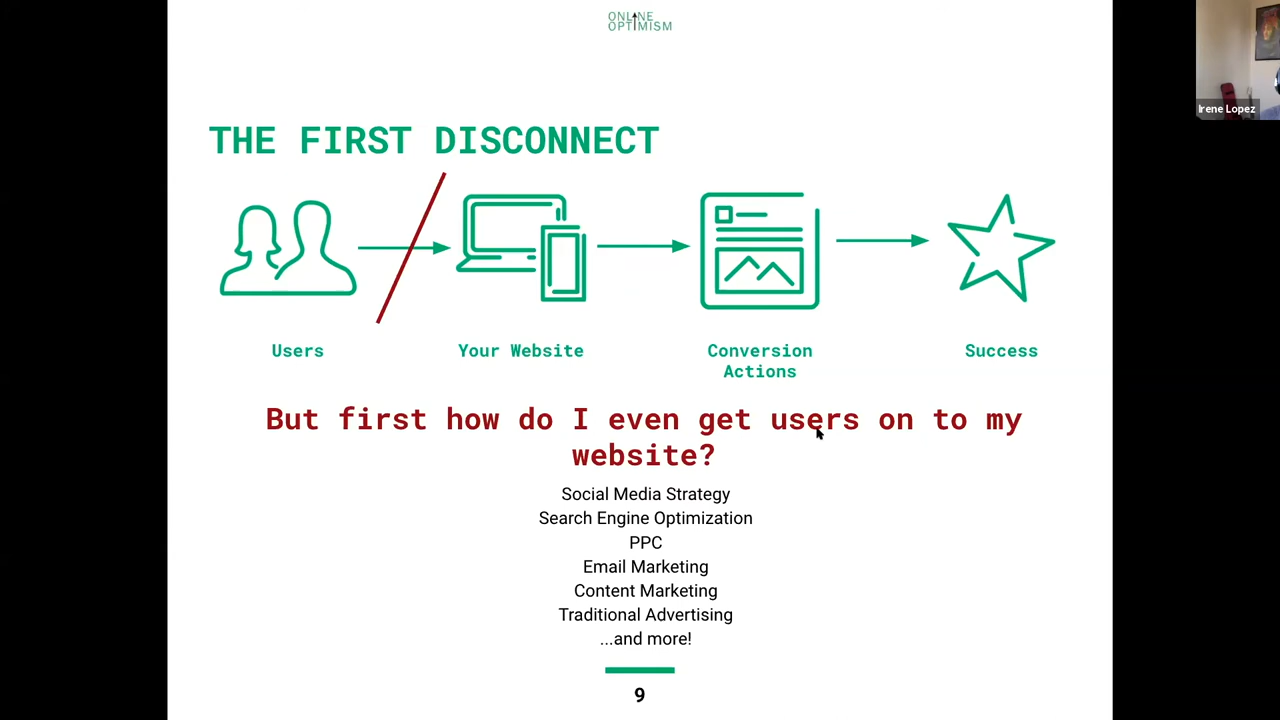 ONLINE
OPTIMISM
Irene Lopez
THE FIRST DISCONNECT
Users
Your Website
Conversion
Actions
Success
But first how do I even get users on to my
website?
Social Media Strategy
Search Engine Optimization
PPC
Email Marketing
Content Marketing
Traditional Advertising
...and more!
9